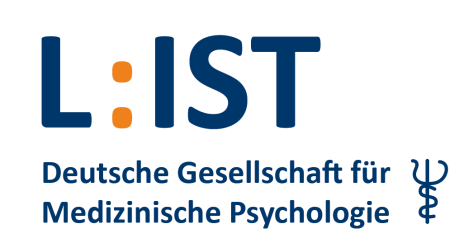 L:IST
Deutsche Gesellschaft für
Medizinische Psychologie